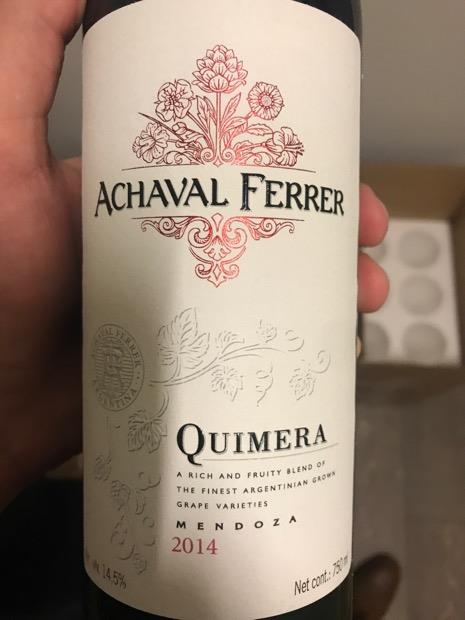 ACHAVAL FERRER
QUIMERA
A RICH AND FRUITY BLEND OF
THE FINEST ARGENTINIAN GROWN
GRAPE VARIETIES
MENDOZA
2014
14.5%
Net cont.: 750